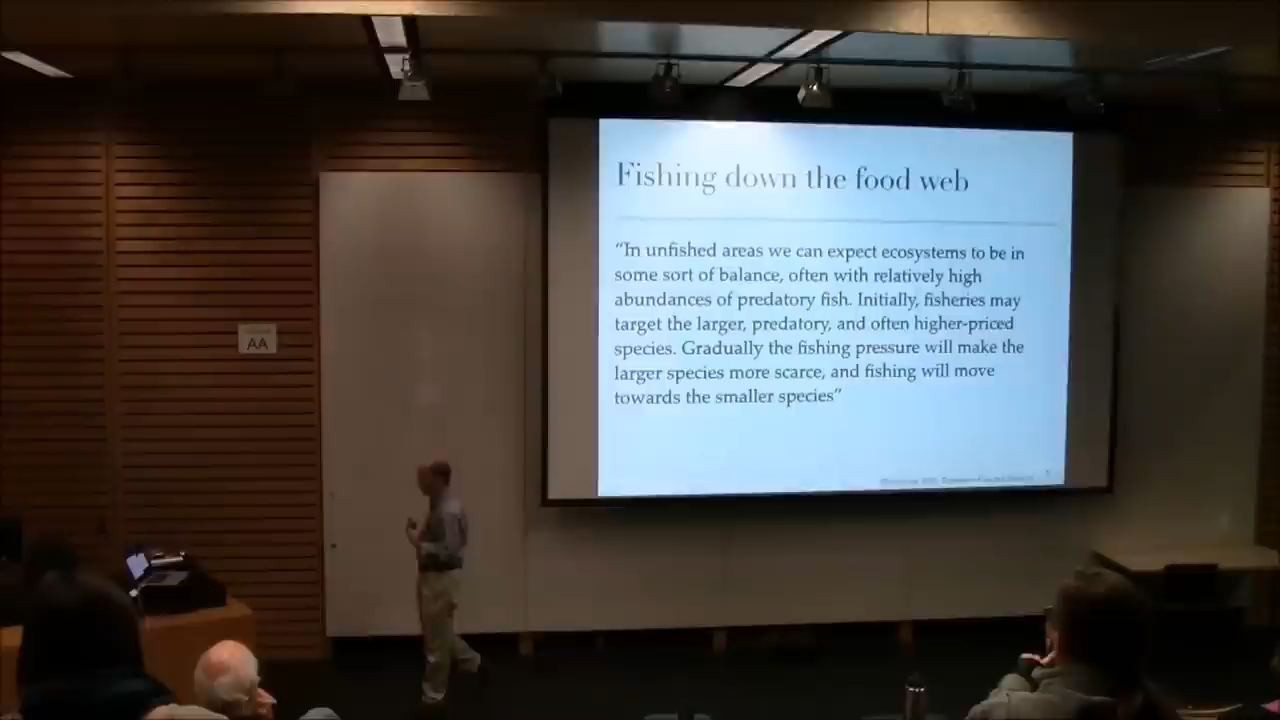 Fishing down the food web
“In unfished areas we can expect ecosystems to be in
some sort of balance, often with relatively high
abundances of predatory fish. Initially, fisheries may
target the larger, predatory, and often higher-priced
species. Gradually the fishing pressure will make the
larger species more scarce, and fishing will move
towards the smaller species”
AA